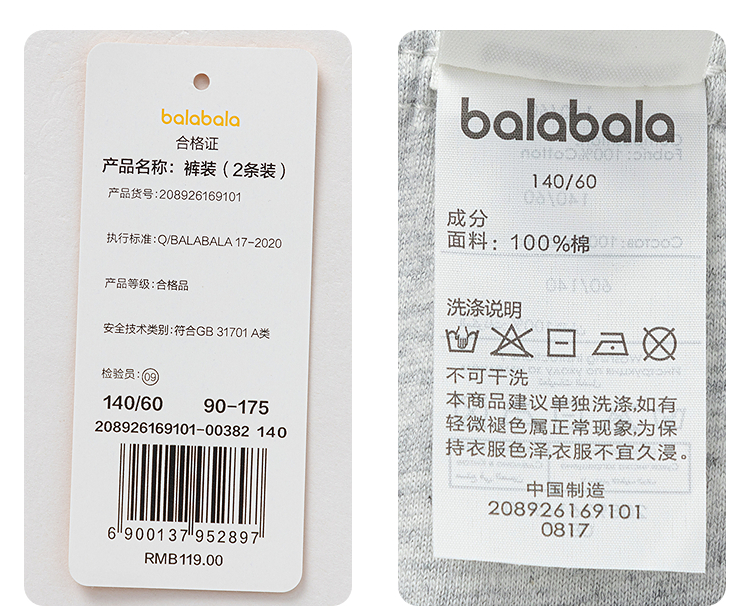 balabala
合格证
产品名称：裤装（2条装）
产品货号：208926169101
执行标准：Q/BALABALA 17-2020
产品等级：合格品
安全技术类别：符合GB 31701 A类
检验员：09
140/60 90-175
208926169101-00382 140
6 900137 952897
RMB119.00
balabala
140/60
成分
面料：100%棉
洗涤说明
不可干洗
本商品建议单独洗涤,如有
轻微褪色属正常现象,为保
持衣服色泽,衣服不宜久浸。
中国制造
208926169101
0817